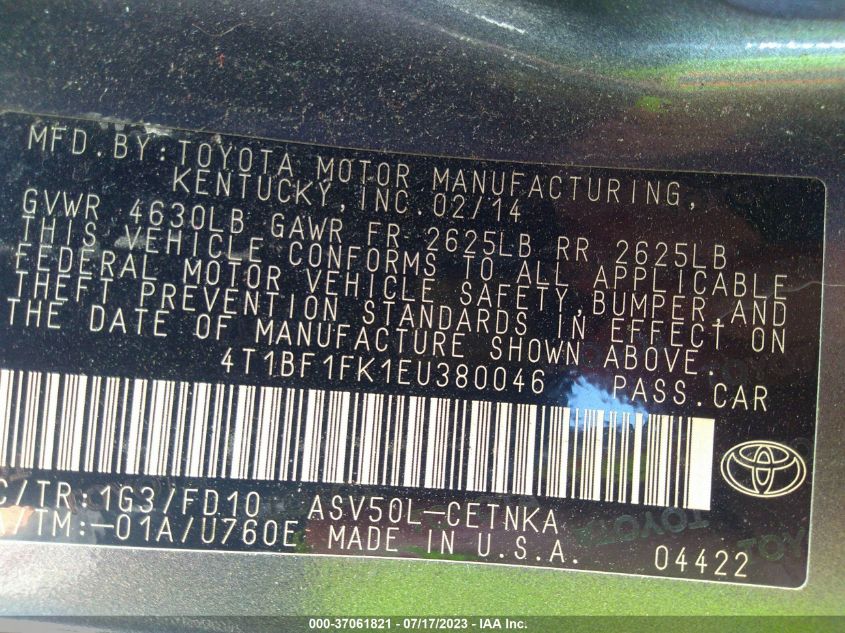 MFD.BY:TOYOTA MOTOR MANUFACTURING,
KENTUCKY,INC.02/14
GVWR 4630LB GAWR FR 2625LB RR 2625LB
THIS VEHICLE CONFORMS TO ALL APPLICABLE
FEDERAL MOTOR VEHICLE SAFETY,BUMPER,AND
THEFT PREVENTION STANDARDS IN EFFECT ON
THE DATE OF MANUFACTURE SHOWN ABOVE.
4T1BF1FK1EU380046 PASS.CAR
C/TR:1G3/FD10 ASV50L-CETNKA
A/TM:-01A/U760E MADE IN U.S.A. 04422
TOYOTA
000-37061821 - 07/17/2023 - IAA Inc.